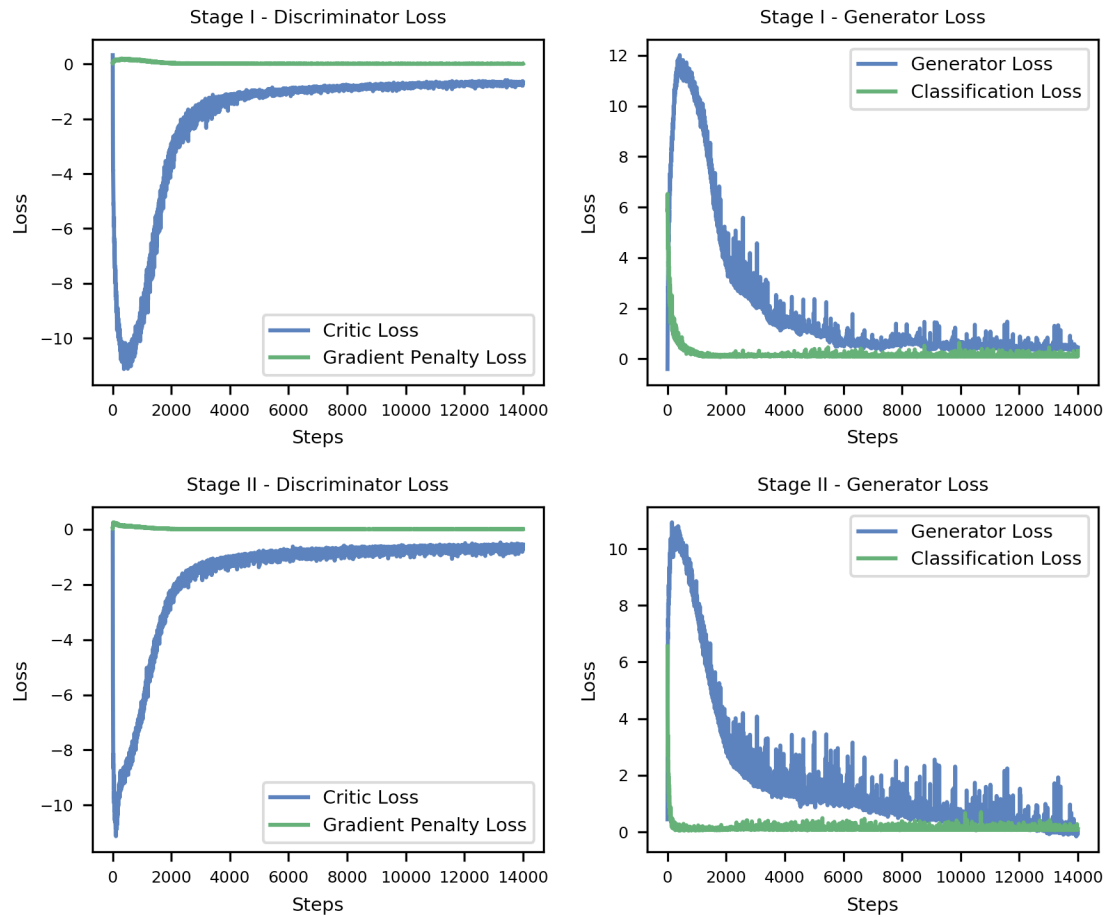 Stage I - Discriminator Loss
Loss
0
−2
−4
−6
−8
−10
Critic Loss
Gradient Penalty Loss
0 2000 4000 6000 8000 10000 12000 14000
Steps
Stage I - Generator Loss
Loss
12
10
8
6
4
2
0
Generator Loss
Classification Loss
0 2000 4000 6000 8000 10000 12000 14000
Steps
Stage II - Discriminator Loss
Loss
0
−2
−4
−6
−8
−10
Critic Loss
Gradient Penalty Loss
0 2000 4000 6000 8000 10000 12000 14000
Steps
Stage II - Generator Loss
Loss
10
8
6
4
2
0
Generator Loss
Classification Loss
0 2000 4000 6000 8000 10000 12000 14000
Steps